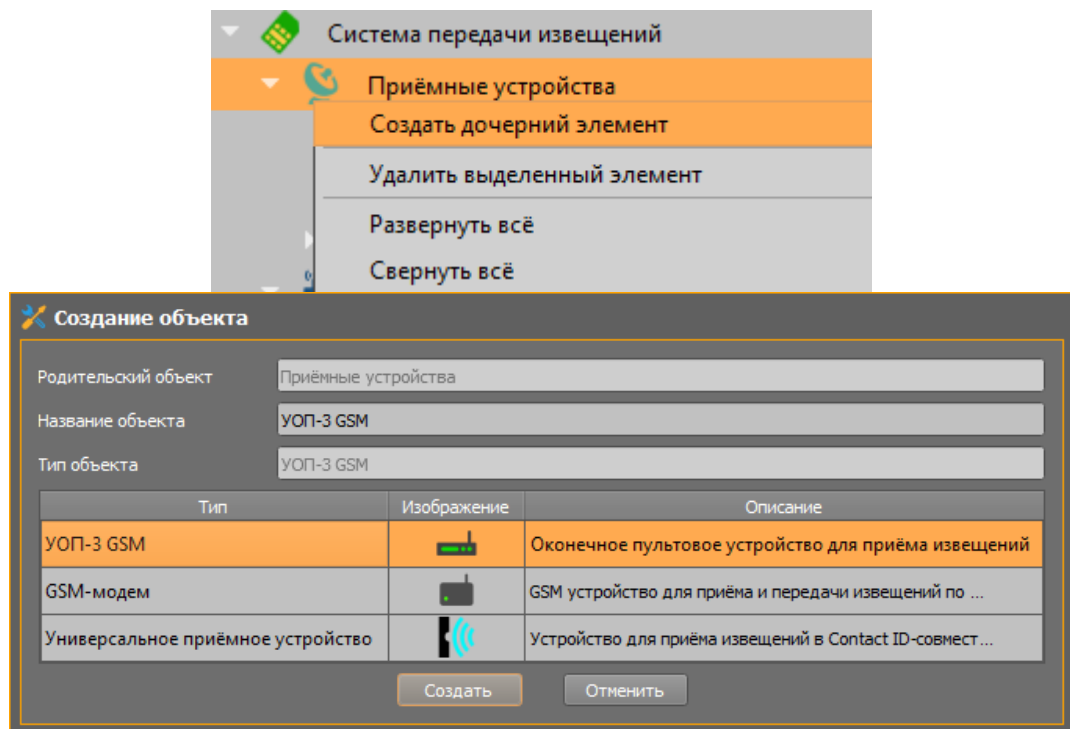 Система передачи извещений
Приёмные устройства
Создать дочерний элемент
Удалить выделенный элемент
Развернуть всё
Свернуть всё
Создание объекта
Родительский объект Приёмные устройства
Название объекта УОП-3 GSM
Тип объекта УОП-3 GSM
Тип Изображение Описание
УОП-3 GSM Оконечное пультовое устройство для приёма извещений
GSM-модем GSM устройство для приёма и передачи извещений по ...
Универсальное приёмное устройство Устройство для приёма извещений в Contact ID-совмест...
Создать Отменить